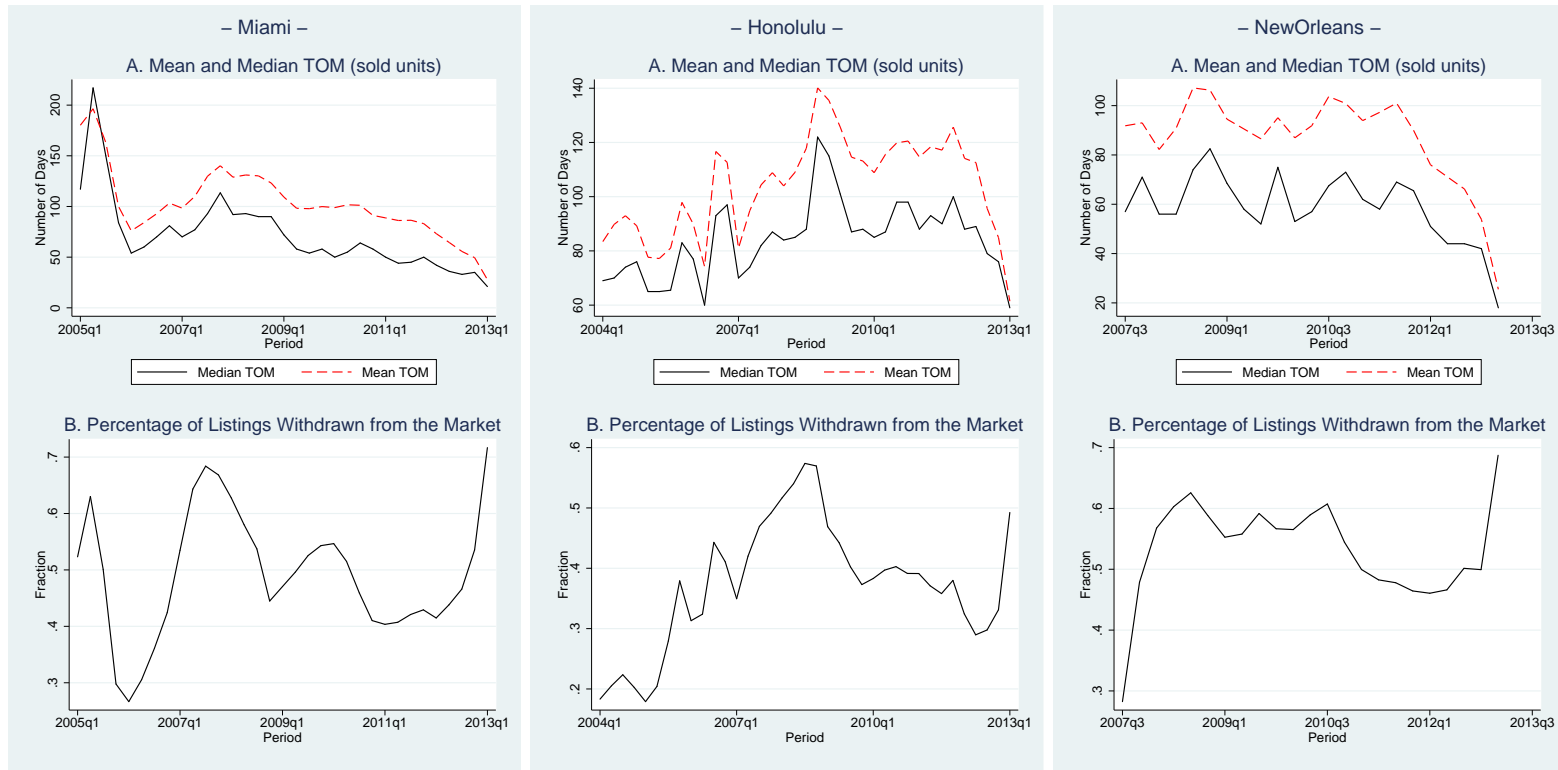 – Miami –
A. Mean and Median TOM (sold units)
Number of Days
200
150
100
50
0
2005q1 2007q1 2009q1 2011q1 2013q1
Period
Median TOM Mean TOM
B. Percentage of Listings Withdrawn from the Market
Fraction
.7
.6
.5
.4
.3
2005q1 2007q1 2009q1 2011q1 2013q1
Period
– Honolulu –
A. Mean and Median TOM (sold units)
Number of Days
140
120
100
80
60
2004q1 2007q1 2010q1 2013q1
Period
Median TOM Mean TOM
B. Percentage of Listings Withdrawn from the Market
Fraction
.6
.5
.4
.3
.2
2004q1 2007q1 2010q1 2013q1
Period
– NewOrleans –
A. Mean and Median TOM (sold units)
Number of Days
100
80
60
40
20
2007q3 2009q1 2010q3 2012q1 2013q3
Period
Median TOM Mean TOM
B. Percentage of Listings Withdrawn from the Market
Fraction
.7
.6
.5
.4
.3
2007q3 2009q1 2010q3 2012q1 2013q3
Period